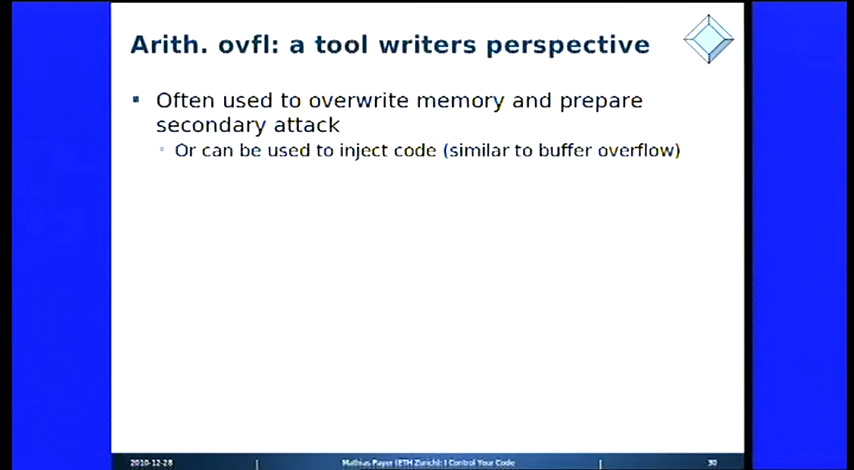 Arith. ovfl: a tool writers perspective
Often used to overwrite memory and prepare
secondary attack
Or can be used to inject code (similar to buffer overflow)
2010-12-28 | Mathias Payer (ETH Zurich): I Control Your Code | 30